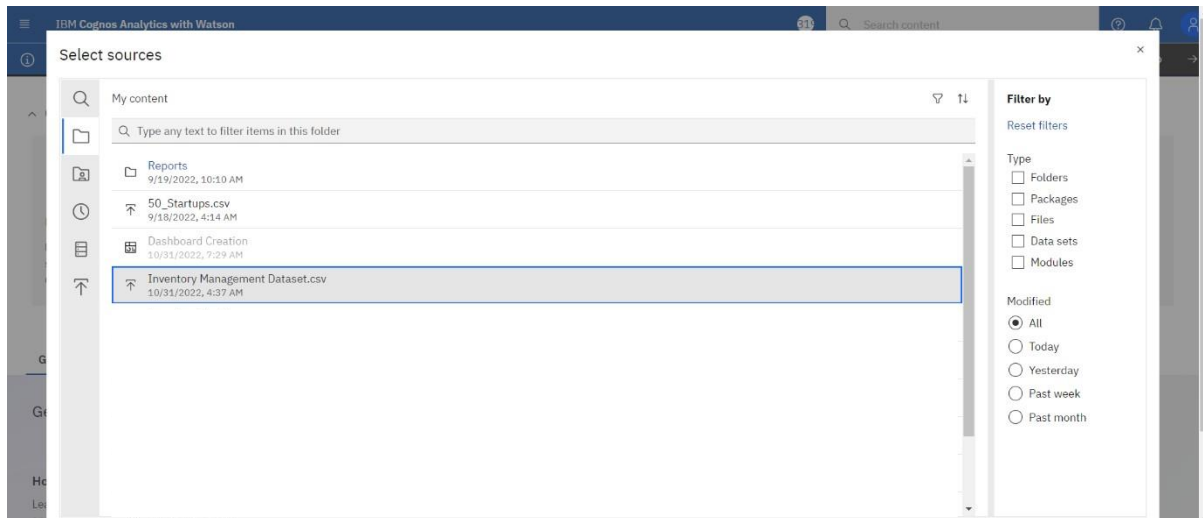 IBM Cognos Analytics with Watson
Search content
Select sources
My content
Type any text to filter items in this folder
Reports
9/19/2022, 10:10 AM
50_Startups.csv
9/18/2022, 4:14 AM
Dashboard Creation
10/31/2022, 7:29 AM
Inventory Management Dataset.csv
10/31/2022, 4:37 AM
Filter by
Reset filters
Type
Folders
Packages
Files
Data sets
Modules
Modified
All
Today
Yesterday
Past week
Past month
G
Ge
Ho
Lea